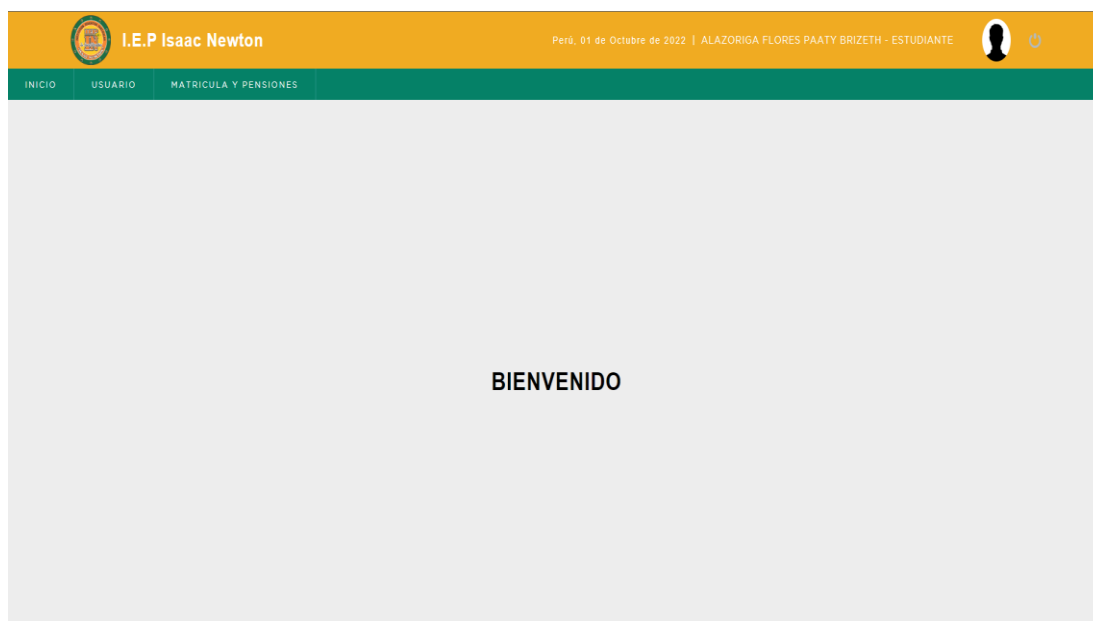 I.E.P Isaac Newton
Perú, 01 de Octubre de 2022 | ALAZORIGA FLORES PAATY BRIZETH - ESTUDIANTE
INICIO USUARIO MATRICULA Y PENSIONES
BIENVENIDO